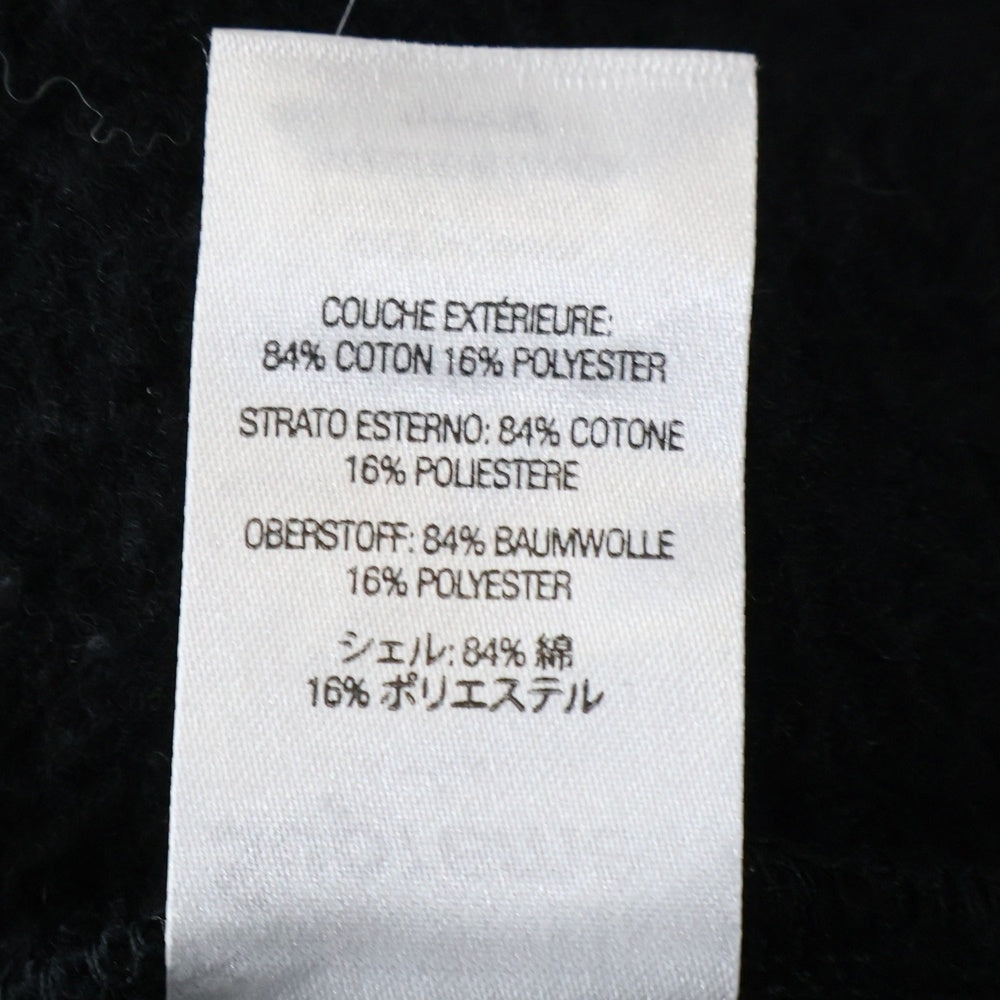 COUCHE EXTÉRIEURE:
84% COTON 16% POLYESTER
STRATO ESTERNO: 84% COTONE
16% POLIESTERE
OBERSTOFF: 84% BAUMWOLLE
16% POLYESTER
シェル: 84% 綿
16% ポリエステル